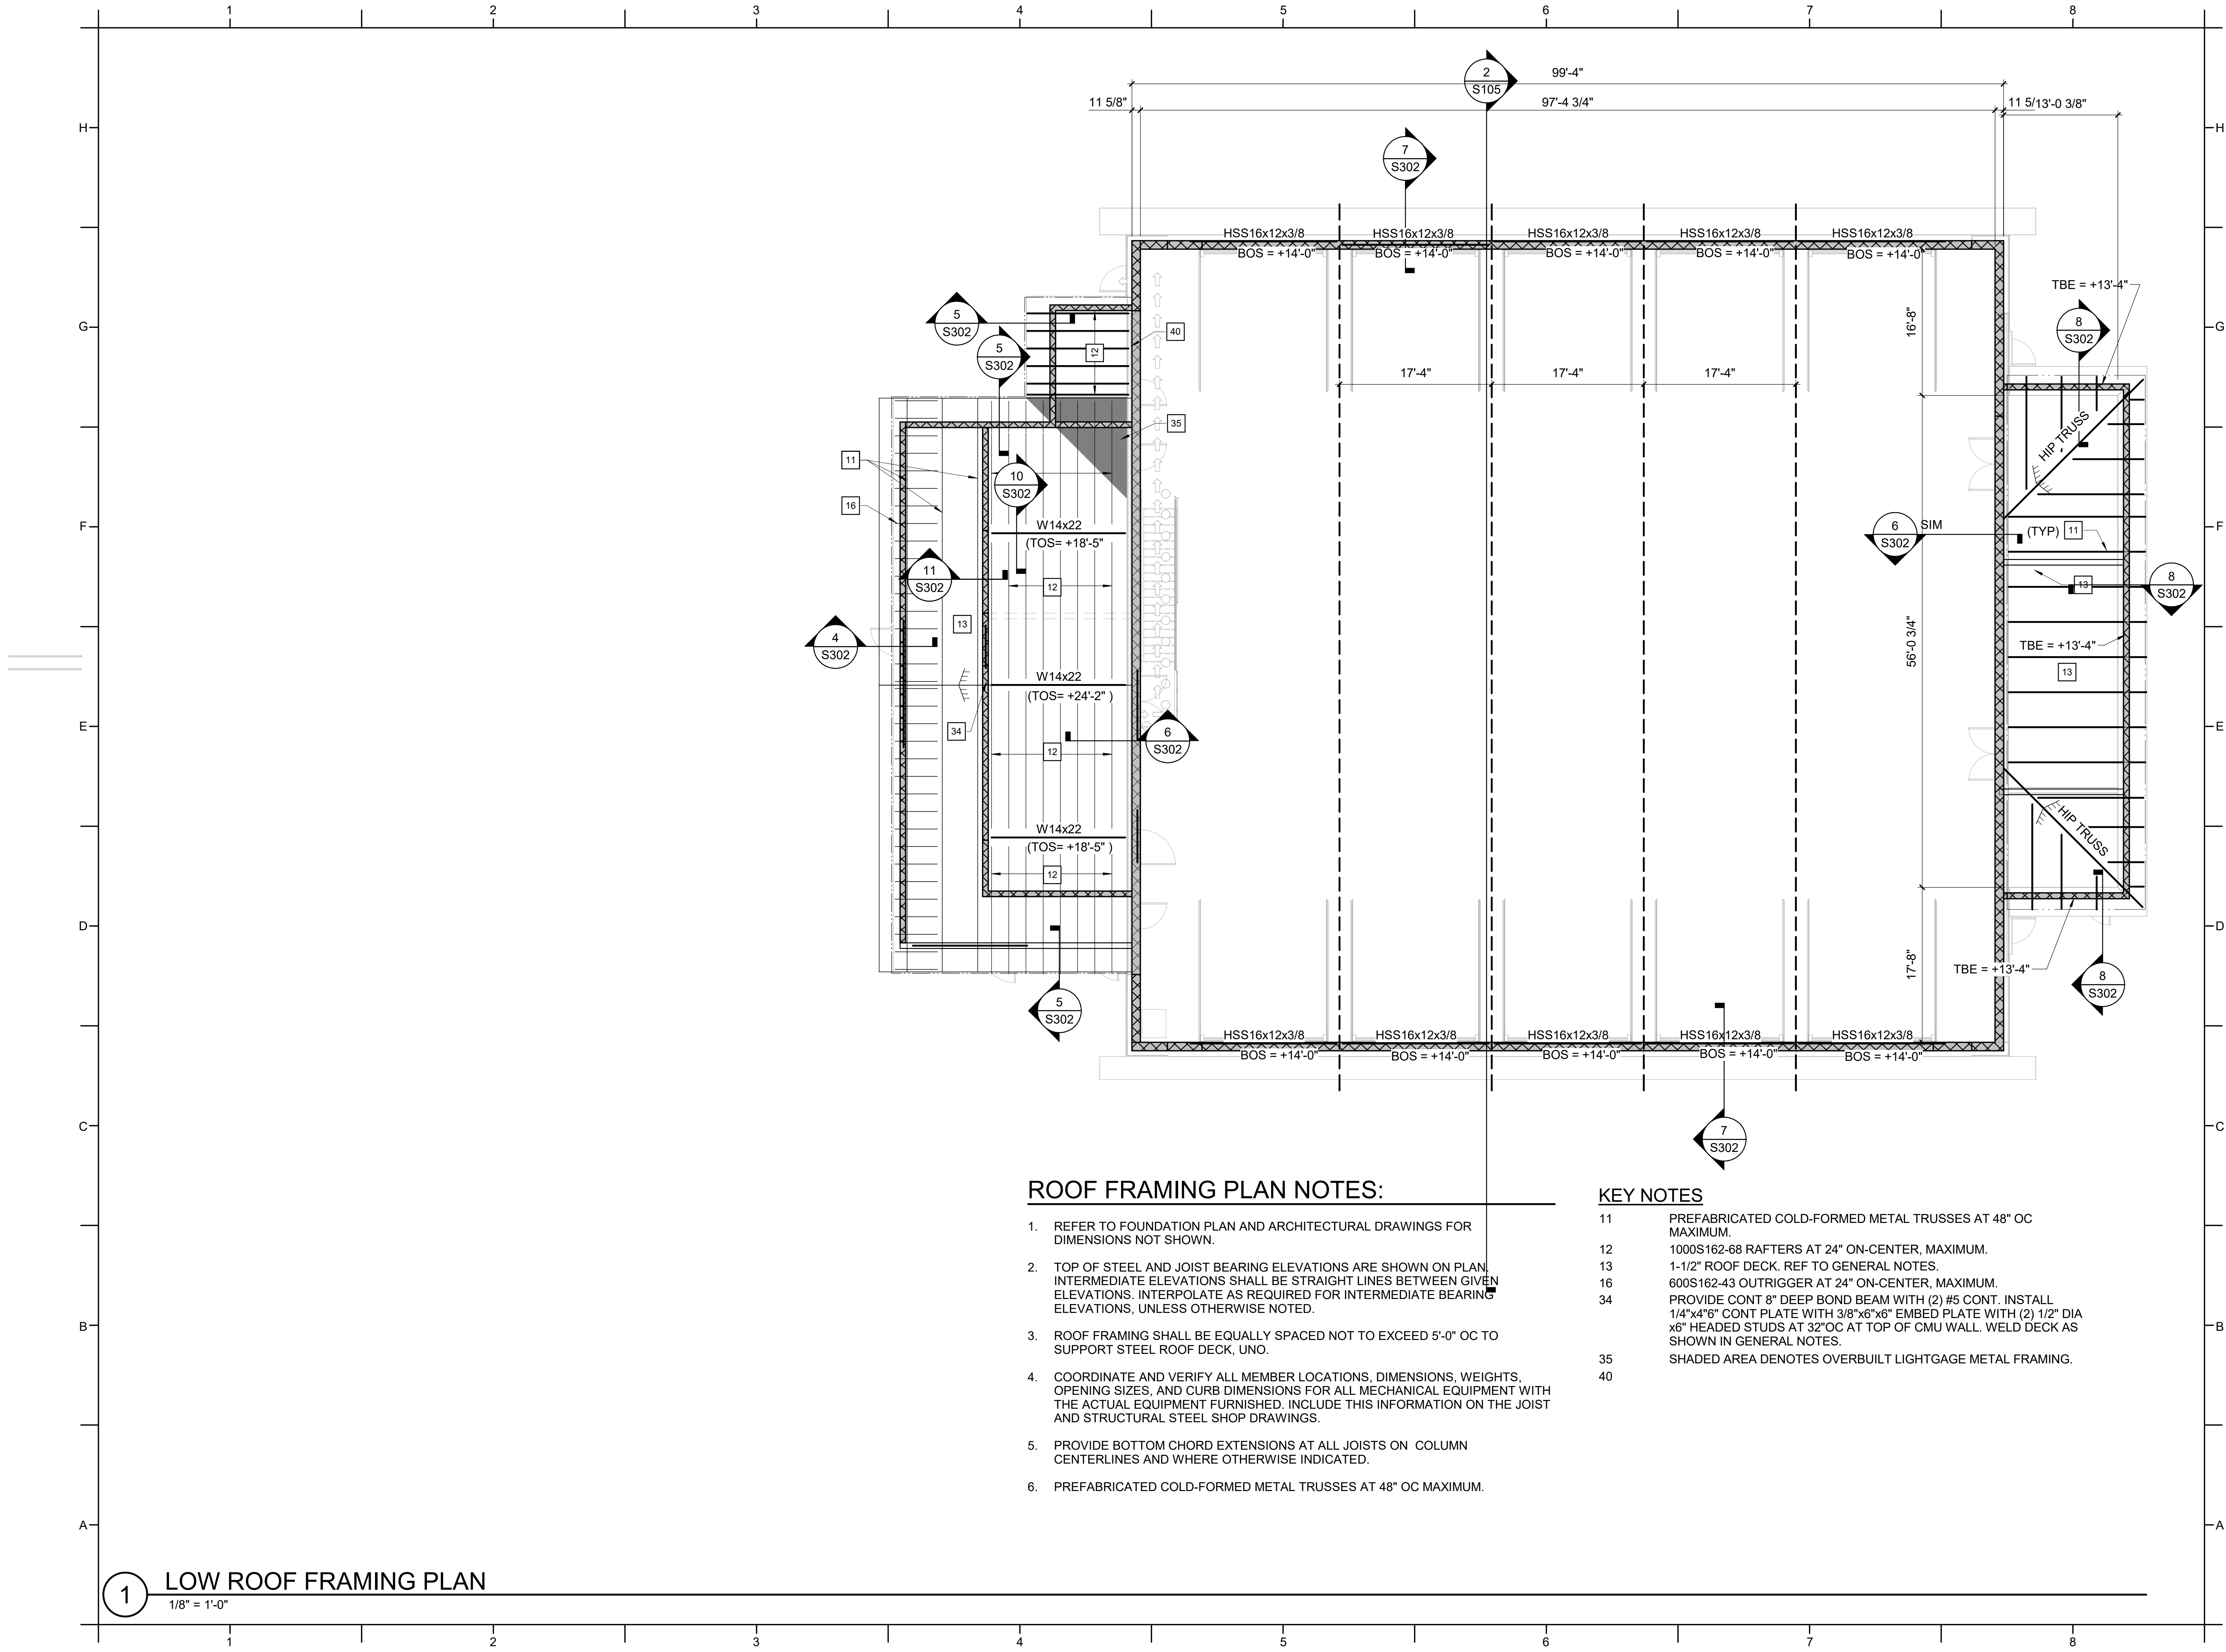 1 2 3 4 5 6 7 8
99'-4"
2
S105
11 5/8"
97'-4 3/4"
11 5/
13'-0 3/8"
H H
7
S302
HSS16x12x3/8 HSS16x12x3/8 HSS16x12x3/8 HSS16x12x3/8 HSS16x12x3/8
BOS = +14'-0" BOS = +14'-0" BOS = +14'-0" BOS = +14'-0" BOS = +14'-0"
TBE = +13'-4"
5
S302
G G
16'-8"
8
S302
40
5
S302
12
17'-4" 17'-4" 17'-4"
35
HIP TRUSS
11
10
S302
16
W14x22
(TOS= +18'-5"
F F
6
S302
SIM
(TYP) 11
11
S302
12
13
8
S302
13
4
S302
56'-0 3/4"
TBE = +13'-4"
13
W14x22
(TOS= +24'-2" )
34
E E
6
S302
12
W14x22
(TOS= +18'-5" )
HIP TRUSS
12
D D
17'-8"
TBE = +13'-4"
8
S302
5
S302
HSS16x12x3/8 HSS16x12x3/8 HSS16x12x3/8 HSS16x12x3/8 HSS16x12x3/8
BOS = +14'-0" BOS = +14'-0" BOS = +14'-0" BOS = +14'-0" BOS = +14'-0"
C C
7
S302
ROOF FRAMING PLAN NOTES:
1. REFER TO FOUNDATION PLAN AND ARCHITECTURAL DRAWINGS FOR
DIMENSIONS NOT SHOWN.
2. TOP OF STEEL AND JOIST BEARING ELEVATIONS ARE SHOWN ON PLAN.
INTERMEDIATE ELEVATIONS SHALL BE STRAIGHT LINES BETWEEN GIVEN
ELEVATIONS. INTERPOLATE AS REQUIRED FOR INTERMEDIATE BEARING
ELEVATIONS, UNLESS OTHERWISE NOTED.
3. ROOF FRAMING SHALL BE EQUALLY SPACED NOT TO EXCEED 5'-0" OC TO
SUPPORT STEEL ROOF DECK, UNO.
4. COORDINATE AND VERIFY ALL MEMBER LOCATIONS, DIMENSIONS, WEIGHTS,
OPENING SIZES, AND CURB DIMENSIONS FOR ALL MECHANICAL EQUIPMENT WITH
THE ACTUAL EQUIPMENT FURNISHED. INCLUDE THIS INFORMATION ON THE JOIST
AND STRUCTURAL STEEL SHOP DRAWINGS.
5. PROVIDE BOTTOM CHORD EXTENSIONS AT ALL JOISTS ON COLUMN
CENTERLINES AND WHERE OTHERWISE INDICATED.
6. PREFABRICATED COLD-FORMED METAL TRUSSES AT 48" OC MAXIMUM.
KEY NOTES
11 PREFABRICATED COLD-FORMED METAL TRUSSES AT 48" OC
MAXIMUM.
12 1000S162-68 RAFTERS AT 24" ON-CENTER, MAXIMUM.
13 1-1/2" ROOF DECK. REF TO GENERAL NOTES.
16 600S162-43 OUTRIGGER AT 24" ON-CENTER, MAXIMUM.
34 PROVIDE CONT 8" DEEP BOND BEAM WITH (2) #5 CONT. INSTALL
1/4"x4"6" CONT PLATE WITH 3/8"x6"x6" EMBED PLATE WITH (2) 1/2" DIA
x6" HEADED STUDS AT 32"OC AT TOP OF CMU WALL. WELD DECK AS
SHOWN IN GENERAL NOTES.
35 SHADED AREA DENOTES OVERBUILT LIGHTGAGE METAL FRAMING.
40
B B
A A
1 LOW ROOF FRAMING PLAN
1/8" = 1'-0"
1 2 3 4 5 6 7 8